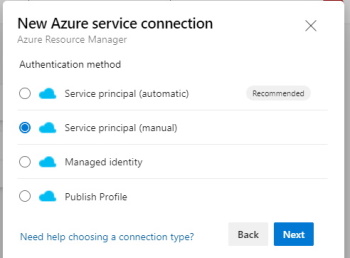 New Azure service connection
Azure Resource Manager
Authentication method
Service principal (automatic) Recommended
Service principal (manual)
Managed identity
Publish Profile
Need help choosing a connection type? Back Next